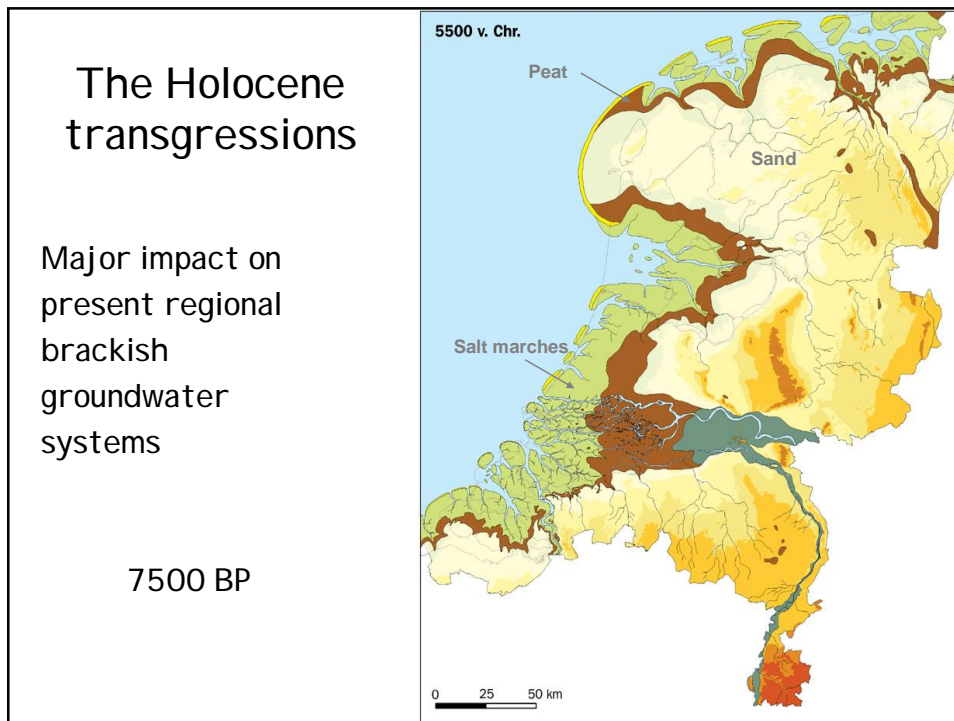 The Holocene
transgressions
Major impact on
present regional
brackish
groundwater
systems
7500 BP
5500 v. Chr.
Peat
Sand
Salt marches
0 25 50 km